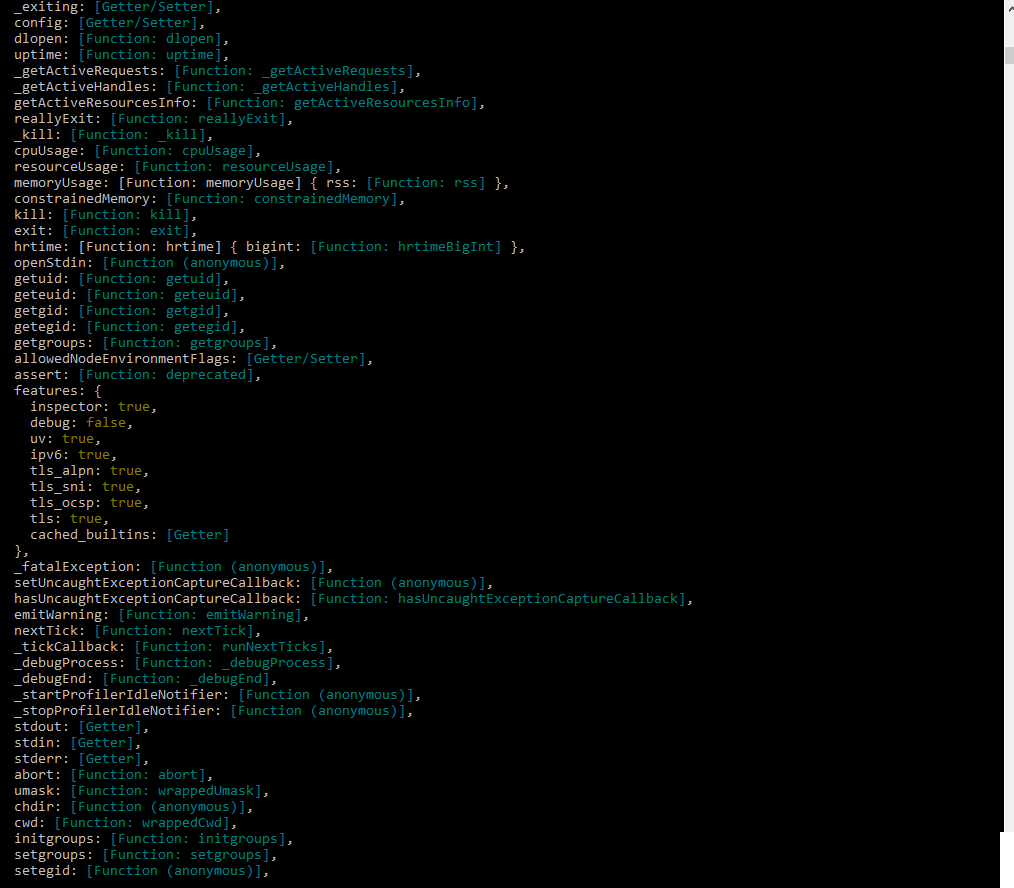 _exiting: [Getter/Setter],
config: [Getter/Setter],
dlopen: [Function: dlopen],
uptime: [Function: uptime],
_getActiveRequests: [Function: _getActiveRequests],
_getActiveHandles: [Function: _getActiveHandles],
getActiveResourcesInfo: [Function: getActiveResourcesInfo],
reallyExit: [Function: reallyExit],
_kill: [Function: _kill],
cpuUsage: [Function: cpuUsage],
resourceUsage: [Function: resourceUsage],
memoryUsage: [Function: memoryUsage] { rss: [Function: rss] },
constrainedMemory: [Function: constrainedMemory],
kill: [Function: kill],
exit: [Function: exit],
hrtime: [Function: hrtime] { bigint: [Function: hrtimeBigInt] },
openStdin: [Function (anonymous)],
getuid: [Function: getuid],
geteuid: [Function: geteuid],
getgid: [Function: getgid],
getegid: [Function: getegid],
getgroups: [Function: getgroups],
allowedNodeEnvironmentFlags: [Getter/Setter],
assert: [Function: deprecated],
features: {
  inspector: true,
  debug: false,
  uv: true,
  ipv6: true,
  tls_alpn: true,
  tls_sni: true,
  tls_ocsp: true,
  tls: true,
  cached_builtins: [Getter]
},
_fatalException: [Function (anonymous)],
setUncaughtExceptionCaptureCallback: [Function (anonymous)],
hasUncaughtExceptionCaptureCallback: [Function: hasUncaughtExceptionCaptureCallback],
emitWarning: [Function: emitWarning],
nextTick: [Function: nextTick],
_tickCallback: [Function: runNextTicks],
_debugProcess: [Function: _debugProcess],
_debugEnd: [Function: _debugEnd],
_startProfilerIdleNotifier: [Function (anonymous)],
_stopProfilerIdleNotifier: [Function (anonymous)],
stdout: [Getter],
stdin: [Getter],
stderr: [Getter],
abort: [Function: abort],
umask: [Function: wrappedUmask],
chdir: [Function (anonymous)],
cwd: [Function: wrappedCwd],
initgroups: [Function: initgroups],
setgroups: [Function: setgroups],
setegid: [Function (anonymous)],